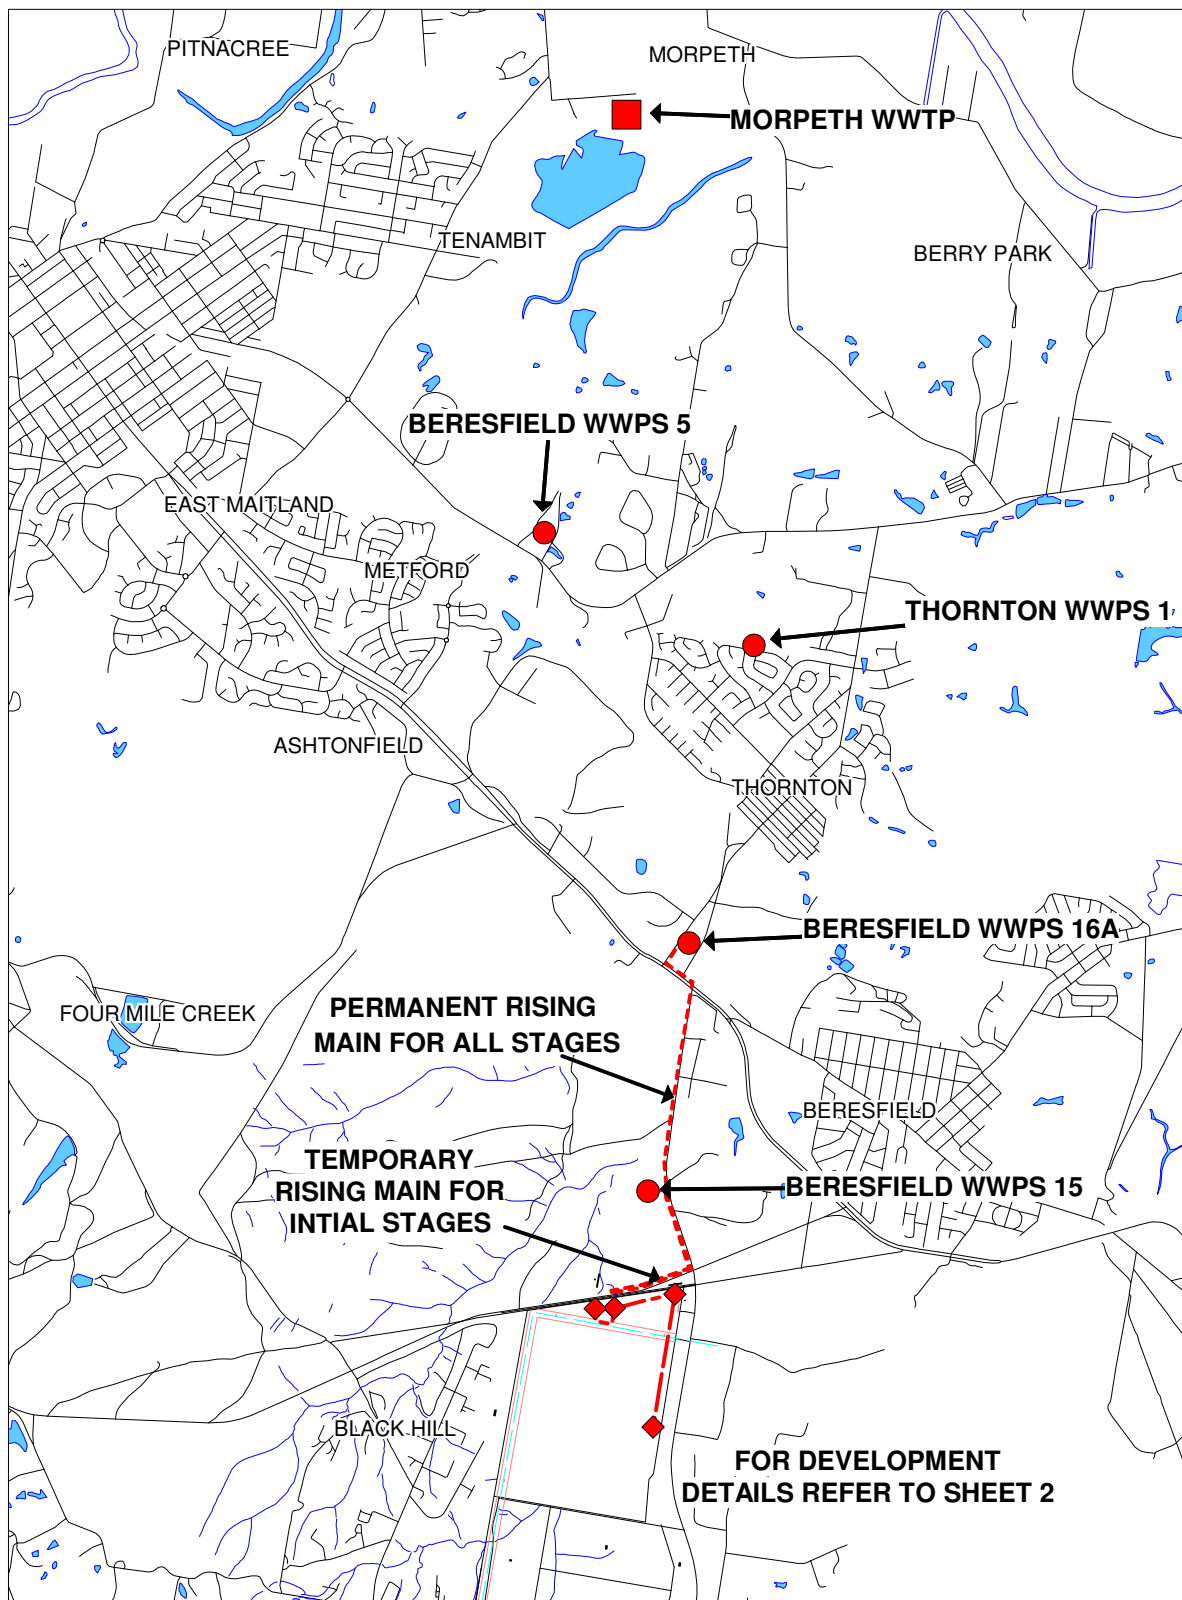 PITNACREE
MORPETH
MORPETH WWTP
TENAMBIT
BERRY PARK
BERESFIELD WWPS 5
EAST MAITLAND
METFORD
THORNTON WWPS 1
ASHTONFIELD
THORNTON
BERESFIELD WWPS 16A
FOUR MILE CREEK
PERMANENT RISING
MAIN FOR ALL STAGES
BERESFIELD
TEMPORARY
RISING MAIN FOR
INTIAL STAGES
BERESFIELD WWPS 15
BLACK HILL
FOR DEVELOPMENT
DETAILS REFER TO SHEET 2